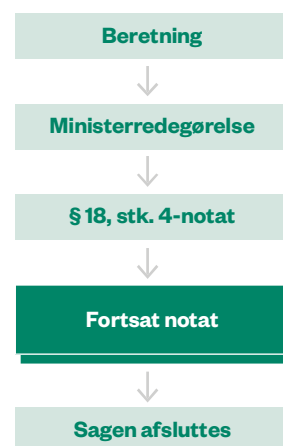 Beretning
Ministerredegørelse
§ 18, stk. 4-notat
Fortsat notat
Sagen afsluttes